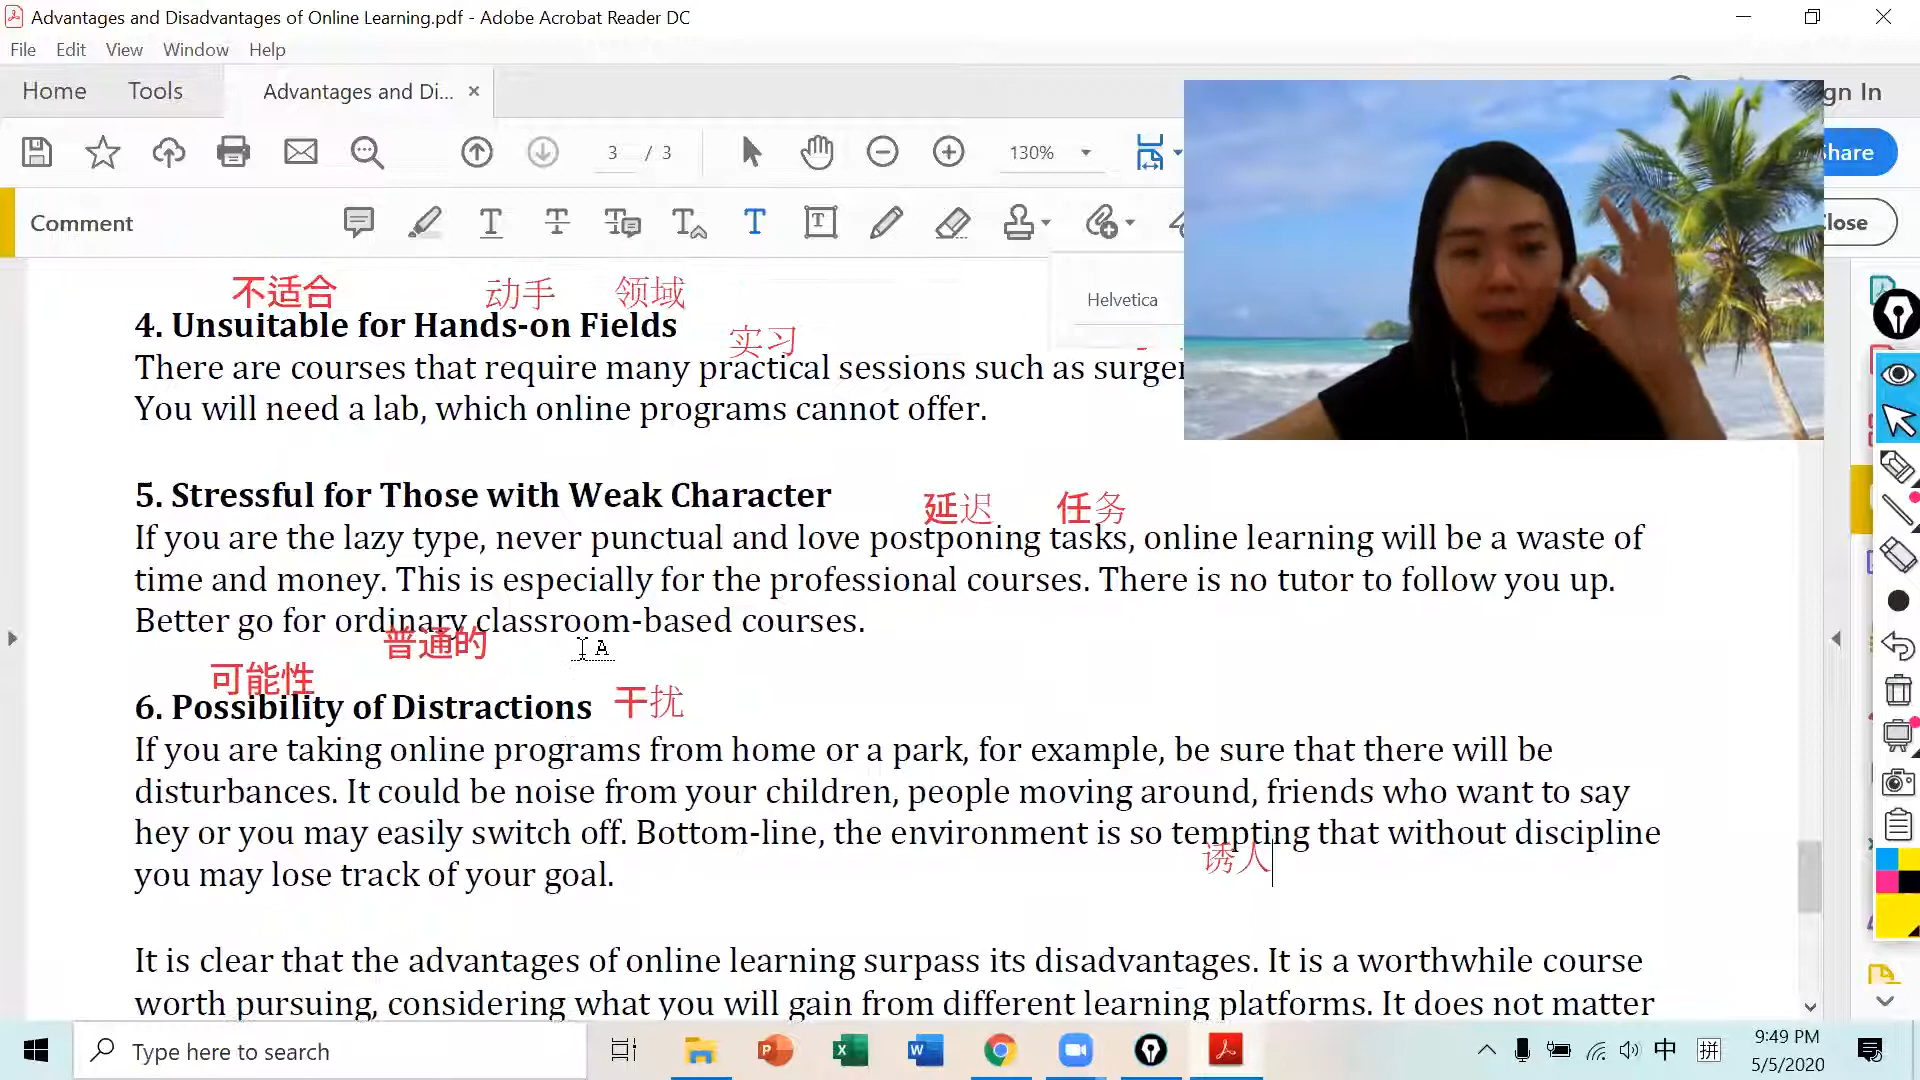 Advantages and Disadvantages of Online Learning.pdf - Adobe Acrobat Reader DC
File Edit View Window Help
Home Tools Advantages and Di... × gn In
3 / 3 130% hare
Comment lose
Helvetica
不适合 动手 领域
4. Unsuitable for Hands-on Fields
实习
There are courses that require many practical sessions such as surger
You will need a lab, which online programs cannot offer.
5. Stressful for Those with Weak Character
延迟 任务
If you are the lazy type, never punctual and love postponing tasks, online learning will be a waste of
time and money. This is especially for the professional courses. There is no tutor to follow you up.
Better go for ordinary classroom-based courses.
普通的
可能性
6. Possibility of Distractions 干扰
If you are taking online programs from home or a park, for example, be sure that there will be
disturbances. It could be noise from your children, people moving around, friends who want to say
hey or you may easily switch off. Bottom-line, the environment is so tempting that without discipline
诱人
you may lose track of your goal.
It is clear that the advantages of online learning surpass its disadvantages. It is a worthwhile course
worth pursuing, considering what you will gain from different learning platforms. It does not matter
Type here to search
中 拼 9:49 PM
5/5/2020